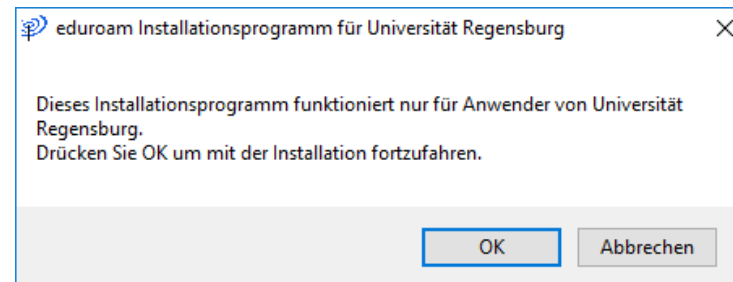 eduroam Installationsprogramm für Universität Regensburg
Dieses Installationsprogramm funktioniert nur für Anwender von Universität
Regensburg.
Drücken Sie OK um mit der Installation fortzufahren.
OK
Abbrechen